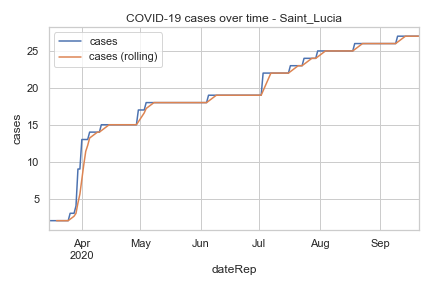 COVID-19 cases over time - Saint_Lucia
cases
cases (rolling)
25
20
15
10
5
cases
Apr
2020
May
Jun
Jul
Aug
Sep
dateRep